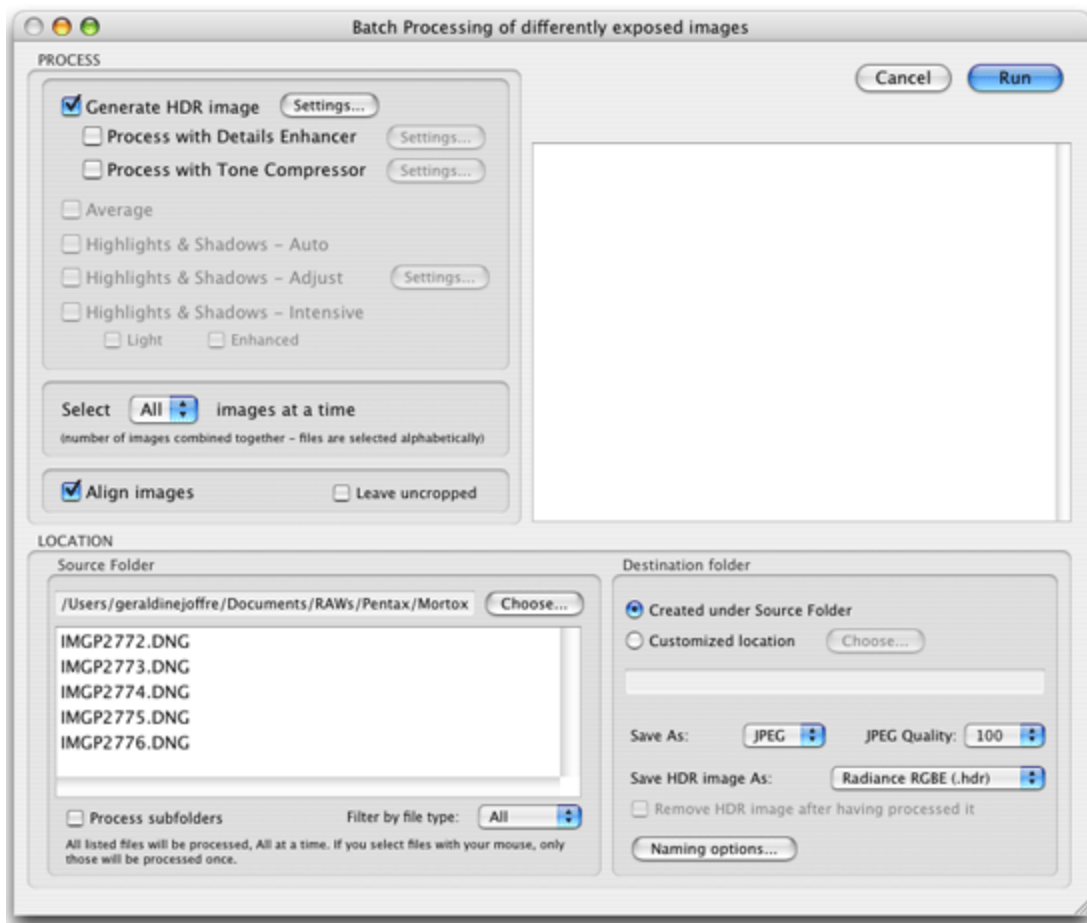 Batch Processing of differently exposed images
PROCESS
Cancel Run
Generate HDR image Settings...
Process with Details Enhancer Settings...
Process with Tone Compressor Settings...
Average
Highlights & Shadows – Auto
Highlights & Shadows – Adjust Settings...
Highlights & Shadows – Intensive
Light Enhanced
Select All images at a time
(number of images combined together – files are selected alphabetically)
Align images Leave uncropped
LOCATION
Source Folder
/Users/geraldinejoffre/Documents/RAWs/Pentax/Mortox Choose...
IMGP2772.DNG
IMGP2773.DNG
IMGP2774.DNG
IMGP2775.DNG
IMGP2776.DNG
Process subfolders Filter by file type: All
All listed files will be processed, All at a time. If you select files with your mouse, only
those will be processed once.
Destination folder
Created under Source Folder
Customized location Choose...
Save As: JPEG JPEG Quality: 100
Save HDR image As: Radiance RGBE (.hdr)
Remove HDR image after having processed it
Naming options...